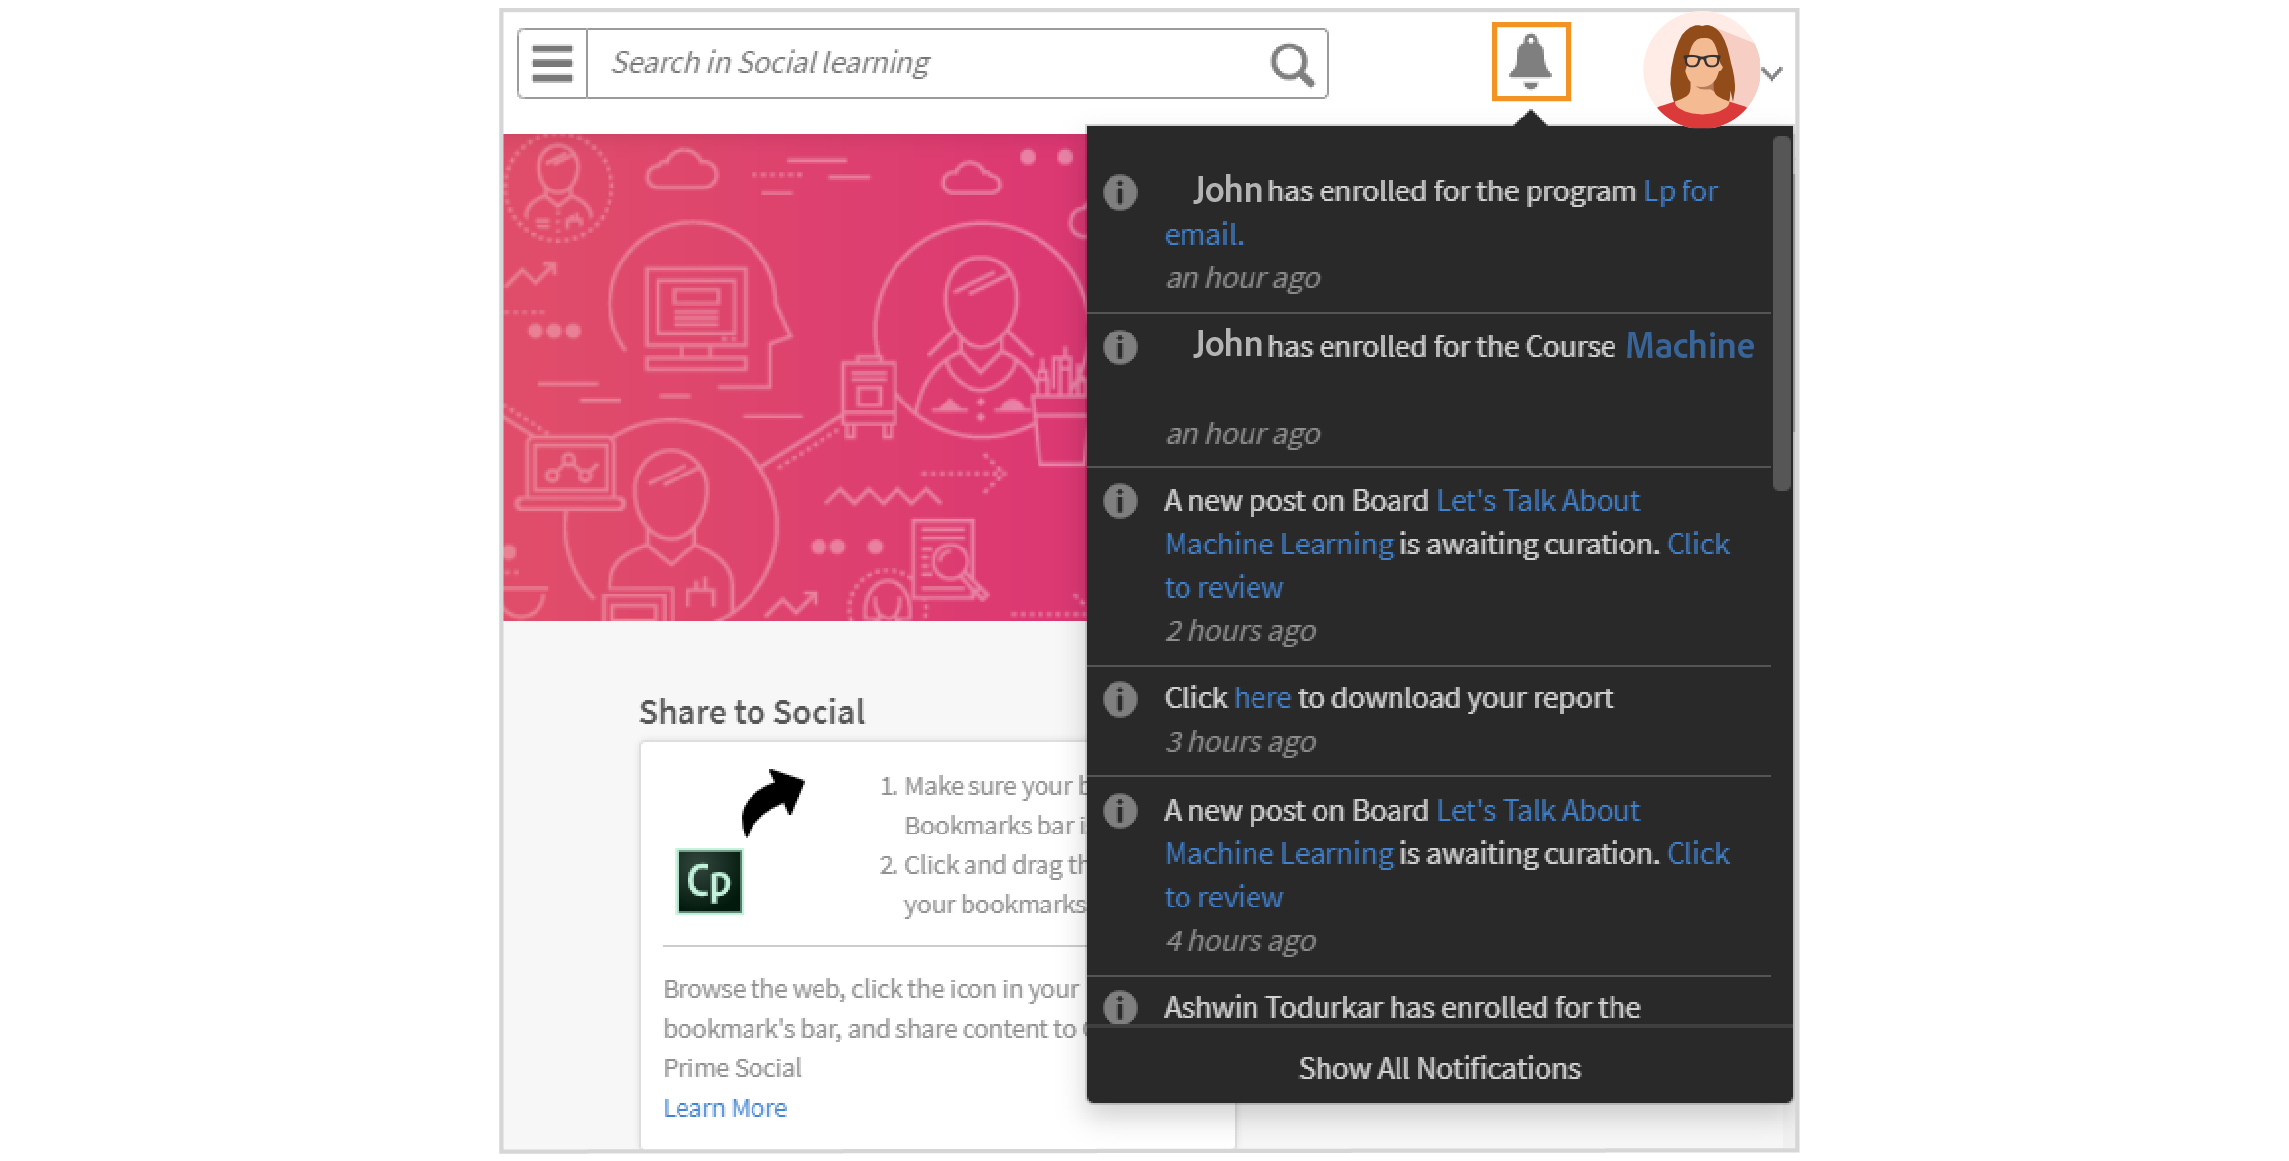 Search in Social learning
John has enrolled for the program Lp for
email.
an hour ago
John has enrolled for the Course Machine
an hour ago
A new post on Board Let's Talk About
Machine Learning is awaiting curation. Click
to review
2 hours ago
Click here to download your report
3 hours ago
A new post on Board Let's Talk About
Machine Learning is awaiting curation. Click
to review
4 hours ago
Ashwin Todurkar has enrolled for the
Show All Notifications
Share to Social
Cp
1. Make sure your
Bookmarks bar
2. Click and drag
your bookmarks
Browse the web, click the icon in your
bookmark's bar, and share content to
Prime Social
Learn More